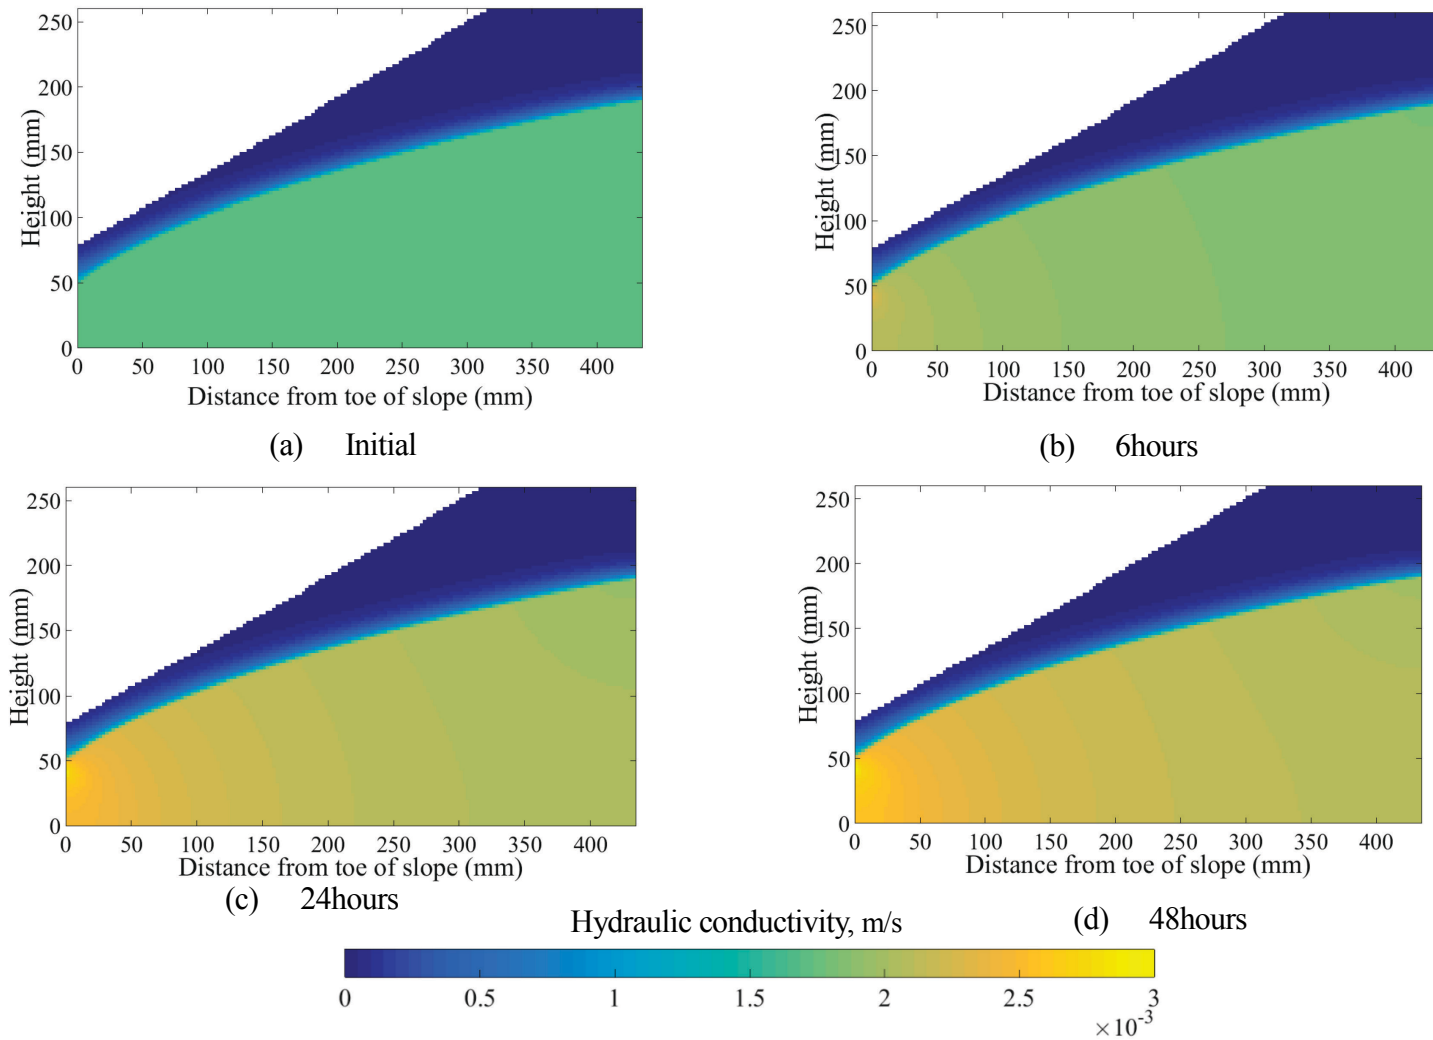 250
200
150
100
50
0
Height (mm)
0 50 100 150 200 250 300 350 400
Distance from toe of slope (mm)
(a) Initial
250
200
150
100
50
0
Height (mm)
0 50 100 150 200 250 300 350 400
Distance from toe of slope (mm)
(b) 6hours
250
200
150
100
50
0
Height (mm)
0 50 100 150 200 250 300 350 400
Distance from toe of slope (mm)
(c) 24hours
250
200
150
100
50
0
Height (mm)
0 50 100 150 200 250 300 350 400
Distance from toe of slope (mm)
(d) 48hours
Hydraulic conductivity, m/s
0 0.5 1 1.5 2 2.5 3
×10⁻³